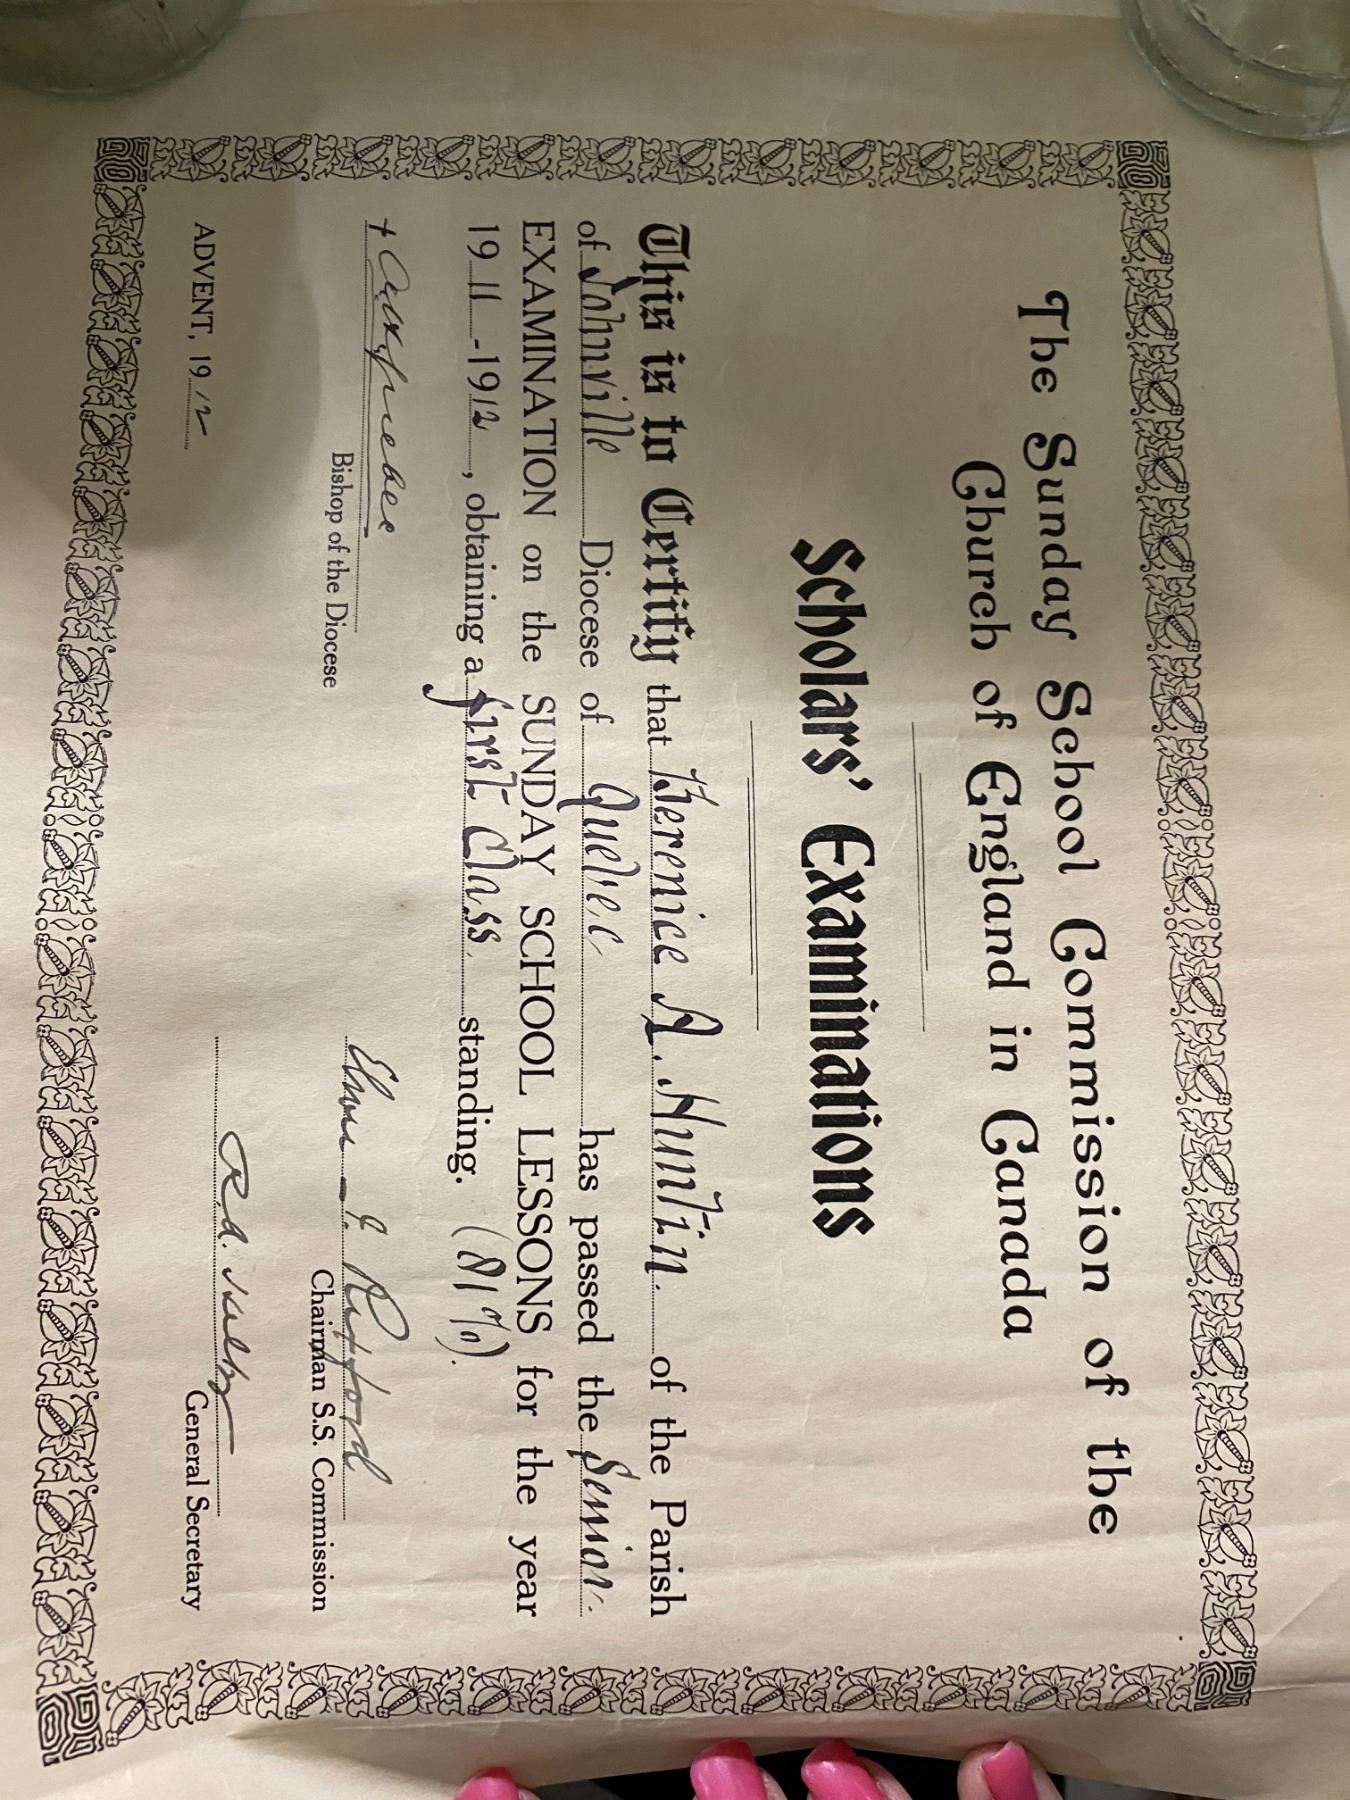 The Sunday School Commission of the
Church of England in Canada
Scholars' Examinations
This is to Certify that Berenice A. Huntin. of the Parish
of Johnville Diocese of Quebec has passed the Senior
EXAMINATION on the SUNDAY SCHOOL LESSONS for the year
1911-1912, obtaining a first Class standing. (81%).
Bishop of the Diocese
Chairman S.S. Commission
ADVENT, 1912
General Secretary